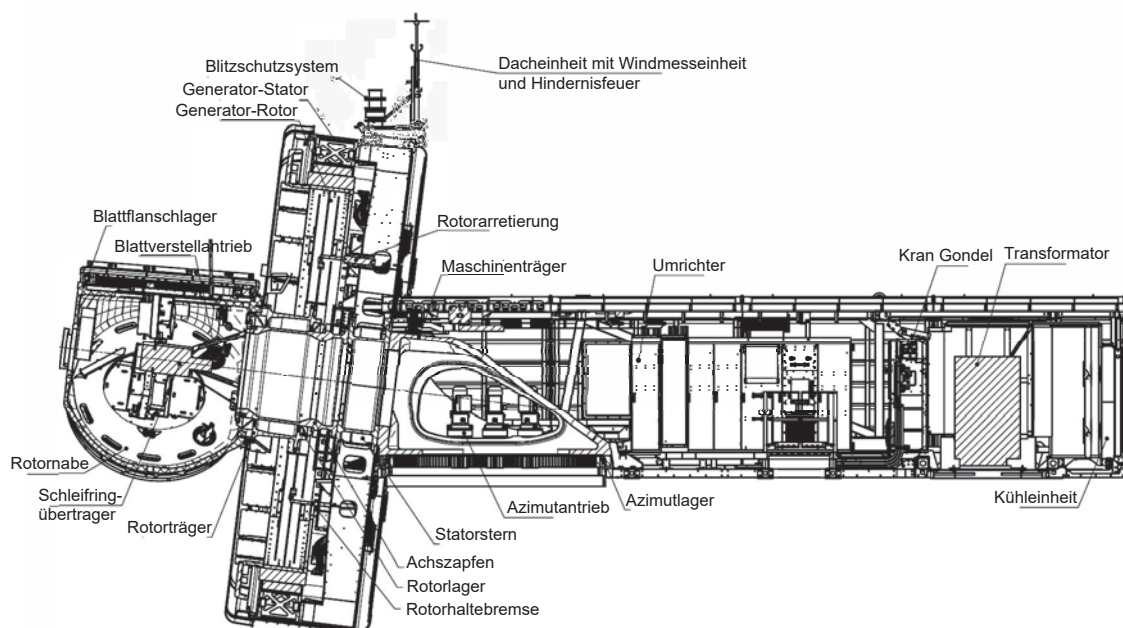 Blitzschutzsystem
Generator-Stator
Generator-Rotor
Dacheinheit mit Windmesseinheit
und Hindernisfeuer
Blattflanschlager
Blattverstellantrieb
Rotorarretierung
Maschinenträger
Umrichter
Kran Gondel
Transformator
Rotornabe
Schleifring-
übertrager
Rotorträger
Azimutantrieb
Azimutlager
Kühleinheit
Statorstern
Achszapfen
Rotorlager
Rotorhaltebremse